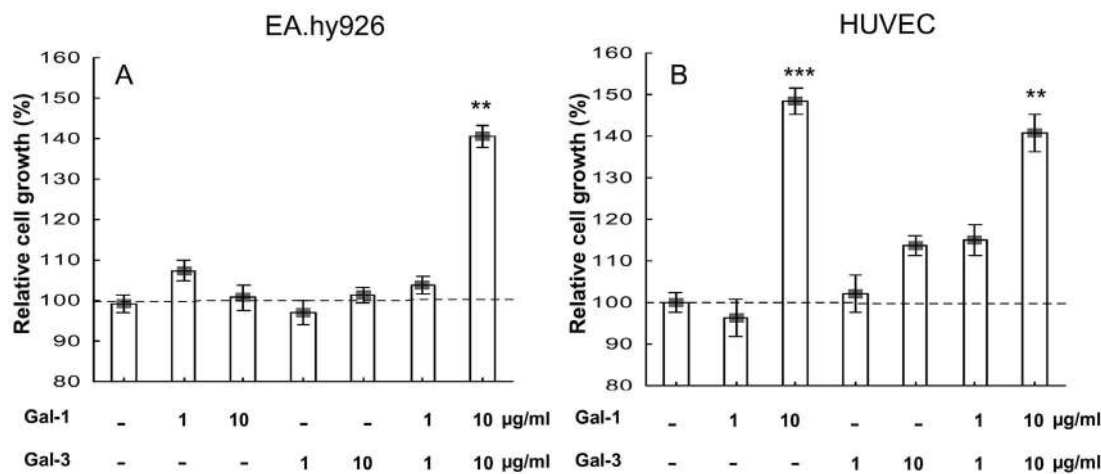 EA.hy926
HUVEC
A
Relative cell growth (%)
160
150
140
130
120
110
100
90
80
**
B
Relative cell growth (%)
160
150
140
130
120
110
100
90
80
***
**
Gal-1 - 1 10 - - 1 10 µg/ml
Gal-3 - - - 1 10 1 10 µg/ml
Gal-1 - 1 10 - - 1 10 µg/ml
Gal-3 - - - 1 10 1 10 µg/ml